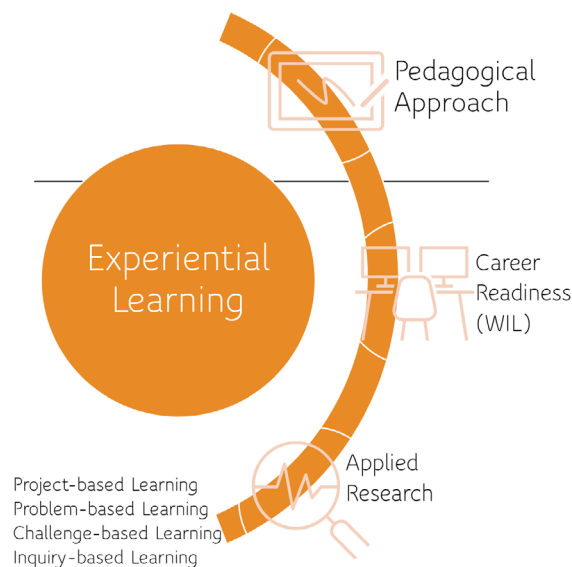 Pedagogical
Approach
Experiential
Learning
Career
Readiness
(WIL)
Applied
Research
Project-based Learning
Problem-based Learning
Challenge-based Learning
Inquiry-based Learning